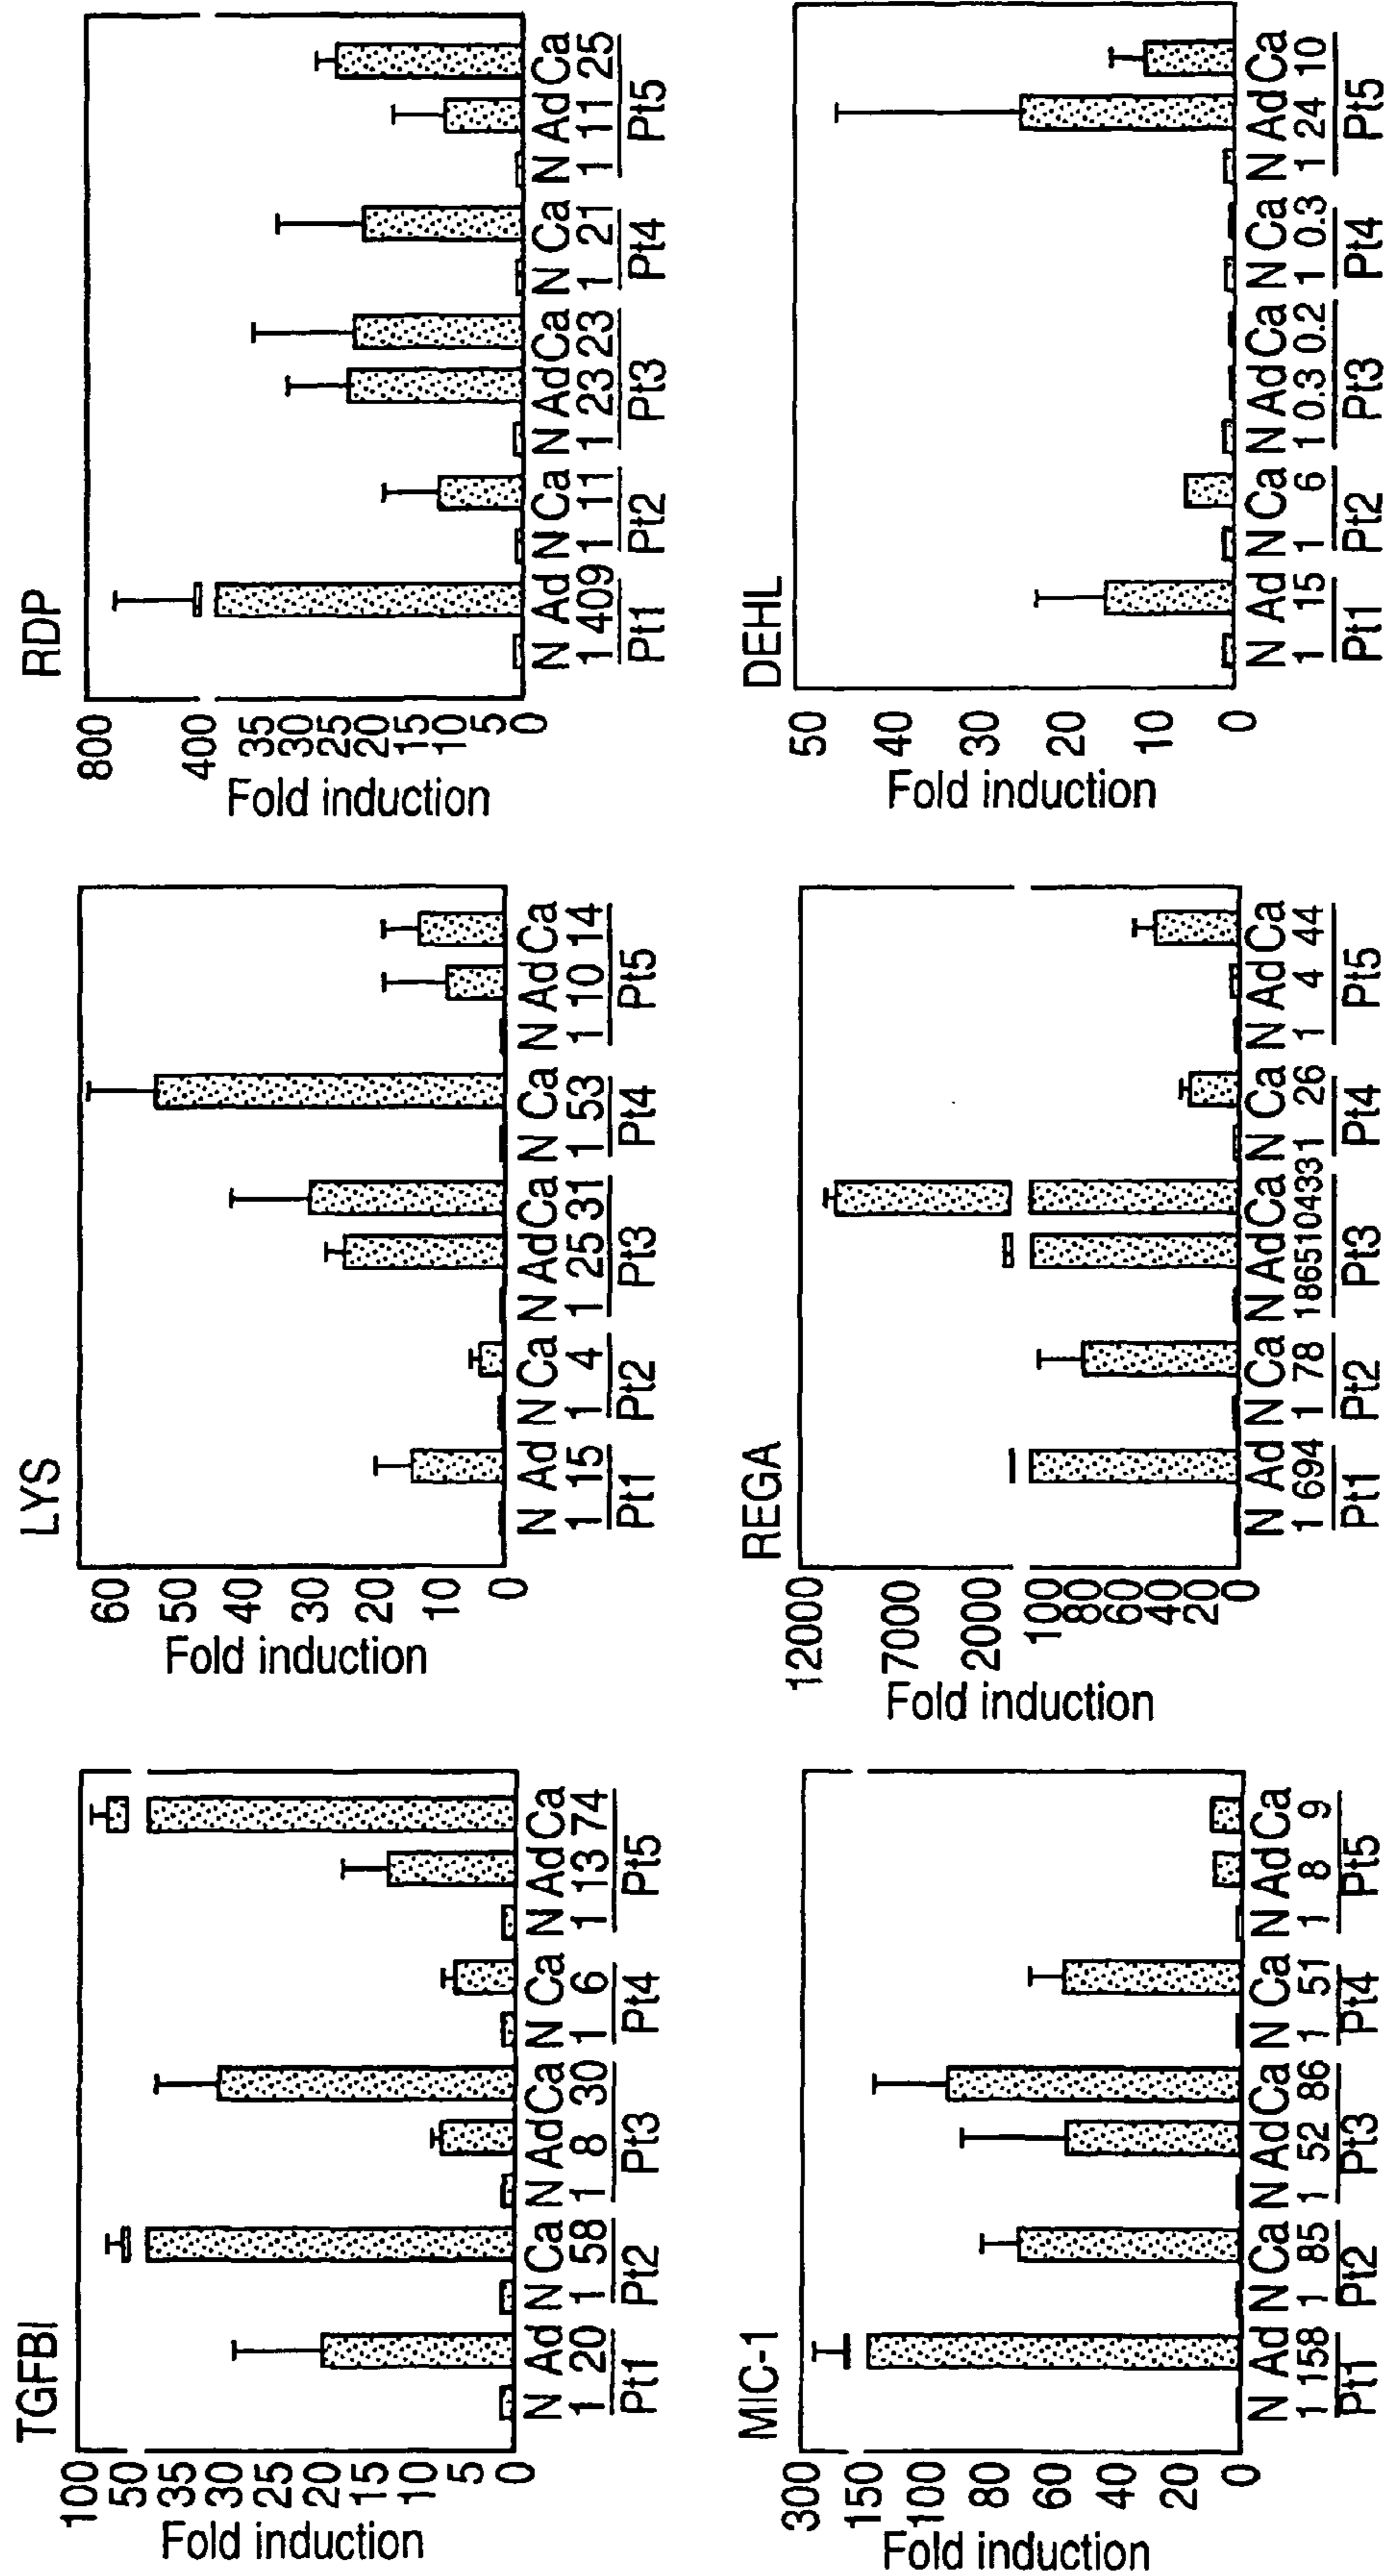 TGFBI
Fold induction
100
50
35
30
25
20
15
10
5
0
N Ad N Ca N Ad Ca N Ca N Ad Ca
1 20 1 58 1 8 30 1 6 1 13 74
Pt1 Pt2 Pt3 Pt4 Pt5
LYS
Fold induction
60
50
40
30
20
10
0
N Ad N Ca N Ad Ca N Ca N Ad Ca
1 15 1 4 1 25 31 1 53 1 10 14
Pt1 Pt2 Pt3 Pt4 Pt5
RDP
Fold induction
800
400
35
30
25
20
15
10
5
0
N Ad N Ca N Ad Ca N Ca N Ad Ca
1 409 1 11 1 23 23 1 21 1 11 25
Pt1 Pt2 Pt3 Pt4 Pt5
MIC-1
Fold induction
300
150
100
80
60
40
20
0
N Ad N Ca N Ad Ca N Ca N Ad Ca
1 158 1 85 1 52 86 1 51 1 8 9
Pt1 Pt2 Pt3 Pt4 Pt5
REGA
Fold induction
12000
7000
2000
100
80
60
40
20
0
N Ad N Ca N Ad Ca N Ca N Ad Ca
1 694 1 78 1 865 10433 1 26 1 4 44
Pt1 Pt2 Pt3 Pt4 Pt5
DEHL
Fold induction
50
40
30
20
10
0
N Ad N Ca N Ad Ca N Ca N Ad Ca
1 15 1 6 1 0.3 0.2 1 0.3 1 24 10
Pt1 Pt2 Pt3 Pt4 Pt5